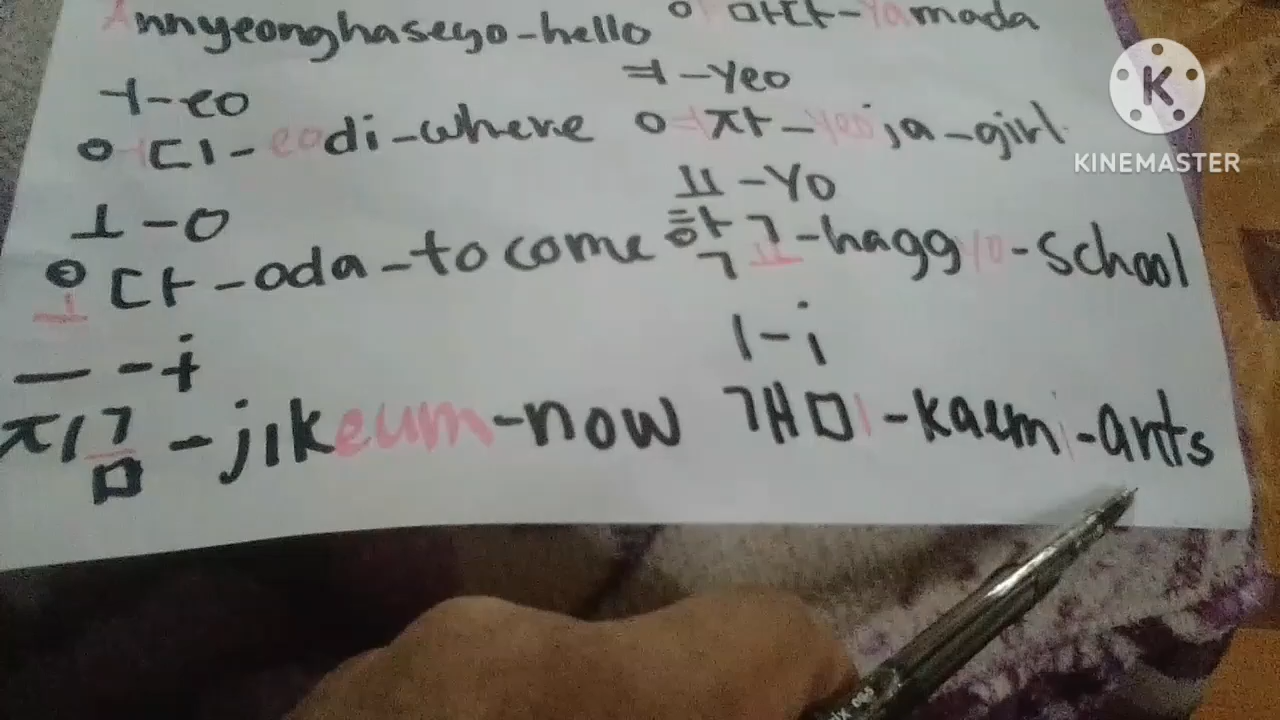 Annyeonghaseyo-hello 야마다-Yamada
ㅓ-eo ㅕ-yeo
어디-eodi-where 여자-yeoja-girl
ㅗ-o ㅛ-yo
오다-oda-to come 학교-haggyo-school
ㅡ-i ㅣ-i
지금-jikeum-now 개미-kaemi-ants
K
KINEMASTER